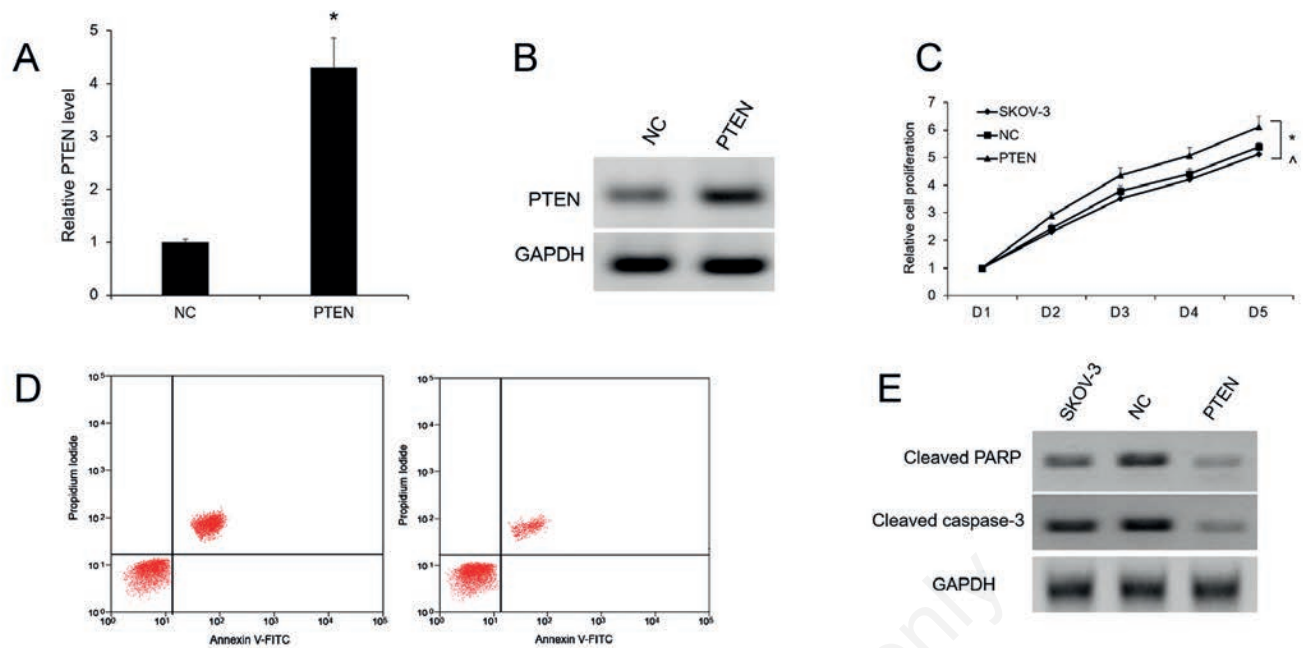 A
Relative PTEN level
5
4
3
2
1
0
*
NC
PTEN
B
NC
PTEN
PTEN
GAPDH
C
Relative cell proliferation
7
6
5
4
3
2
1
0
SKOV-3
NC
PTEN
*
^
D1
D2
D3
D4
D5
D
Propidium Iodide
10⁵
10⁴
10³
10²
10¹
10⁰
10⁰
10¹
10²
10³
10⁴
10⁵
Annexin V-FITC
Propidium Iodide
10⁵
10⁴
10³
10²
10¹
10⁰
10⁰
10¹
10²
10³
10⁴
10⁵
Annexin V-FITC
E
SKOV-3
NC
PTEN
Cleaved PARP
Cleaved caspase-3
GAPDH
only